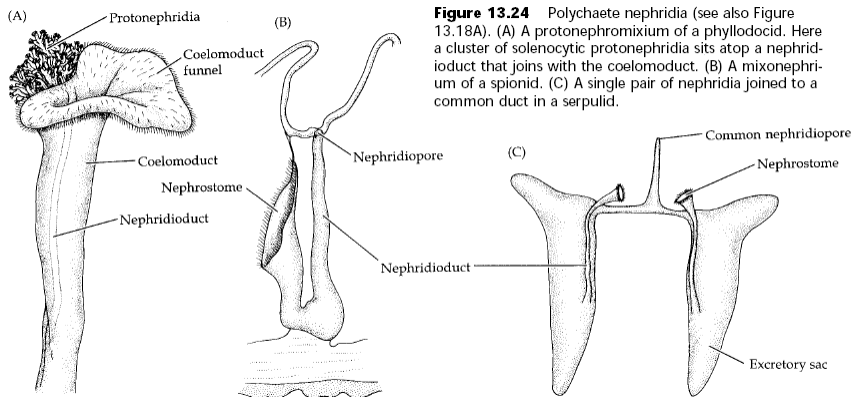 (A)
Protonephridia
Coelomoduct
funnel
Coelomoduct
Nephridioduct
(B)
Nephrostome
Nephridiopore
Nephridioduct
Figure 13.24 Polychaete nephridia (see also Figure
13.18A). (A) A protonephromixium of a phyllodocid. Here
a cluster of solenocytic protonephridia sits atop a nephrid-
ioduct that joins with the coelomoduct. (B) A mixonephri-
um of a spionid. (C) A single pair of nephridia joined to a
common duct in a serpulid.
(C)
Common nephridiopore
Nephrostome
Excretory sac